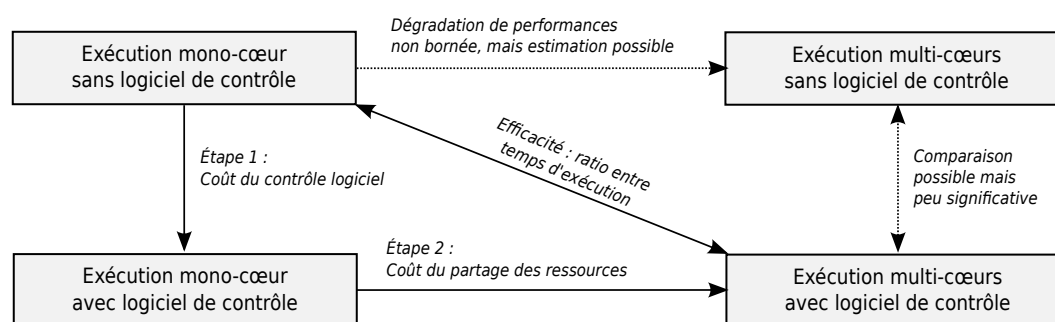 Dégradation de performances
non bornée, mais estimation possible
Exécution mono-cœur
sans logiciel de contrôle
Exécution multi-cœurs
sans logiciel de contrôle
Efficacité : ratio entre
temps d'exécution
Étape 1 :
Coût du contrôle logiciel
Comparaison
possible mais
peu significative
Étape 2 :
Coût du partage des ressources
Exécution mono-cœur
avec logiciel de contrôle
Exécution multi-cœurs
avec logiciel de contrôle